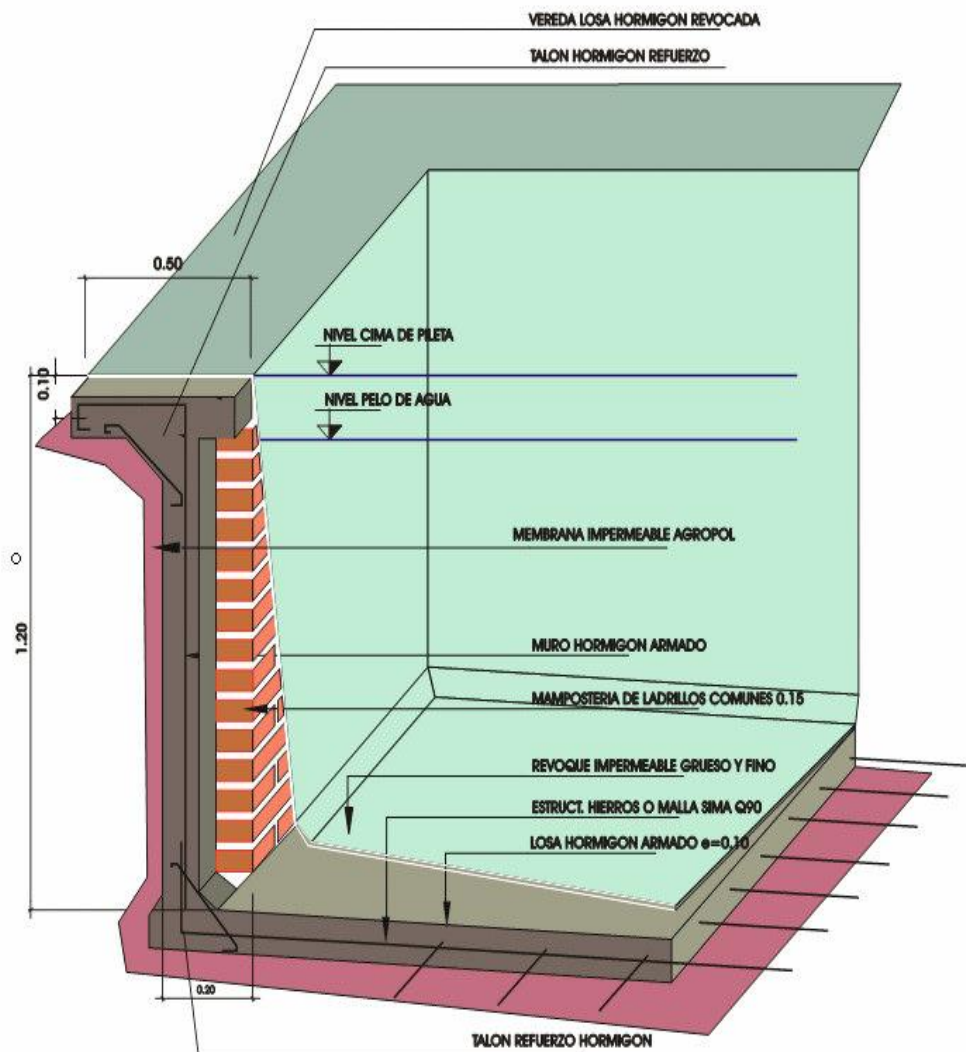 VEREDA LOSA HORMIGON REVOCADA
TALON HORMIGON REFUERZO
0.50
NIVEL CIMA DE PILETA
0.10
NIVEL PELO DE AGUA
MEMBRANA IMPERMEABLE AGROPOL
1.20
MURO HORMIGON ARMADO
MAMPOSTERIA DE LADRILLOS COMUNES 0.15
REVOQUE IMPERMEABLE GRUESO Y FINO
ESTRUCT. HIERROS O MALLA SIMA Q90
LOSA HORMIGON ARMADO e=0.10
0.20
TALON REFUERZO HORMIGON